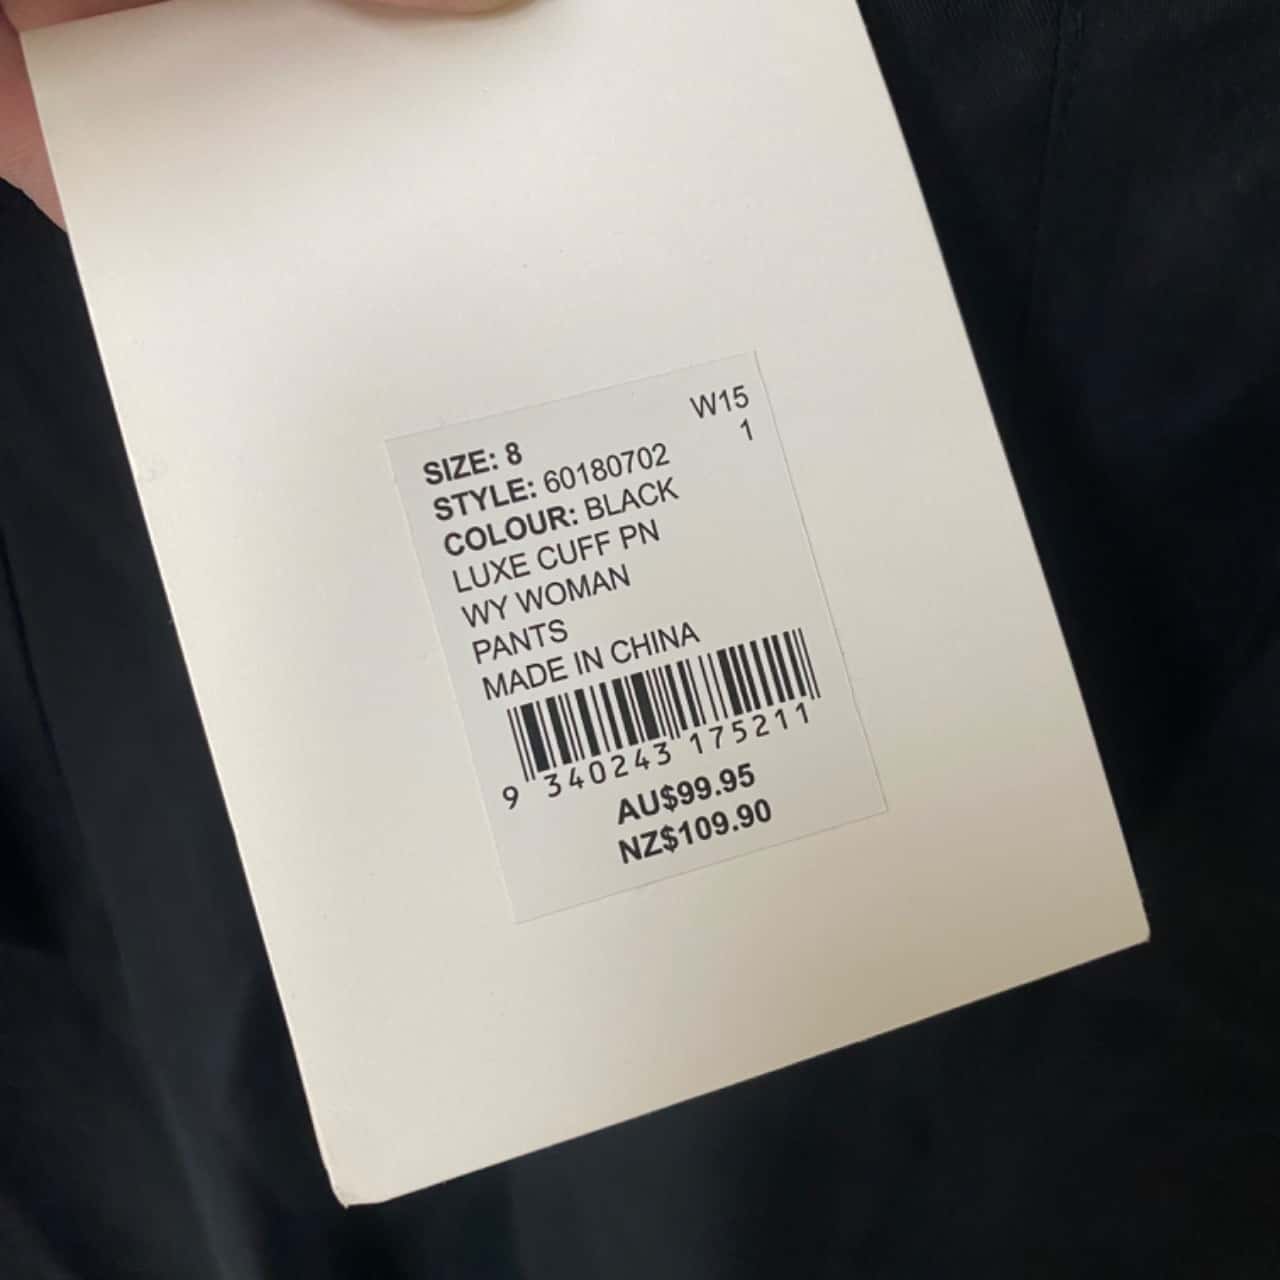 W15
SIZE: 8
1
STYLE: 60180702
COLOUR: BLACK
LUXE CUFF PN
WY WOMAN
PANTS
MADE IN CHINA
9 340243 175211
AU$99.95
NZ$109.90